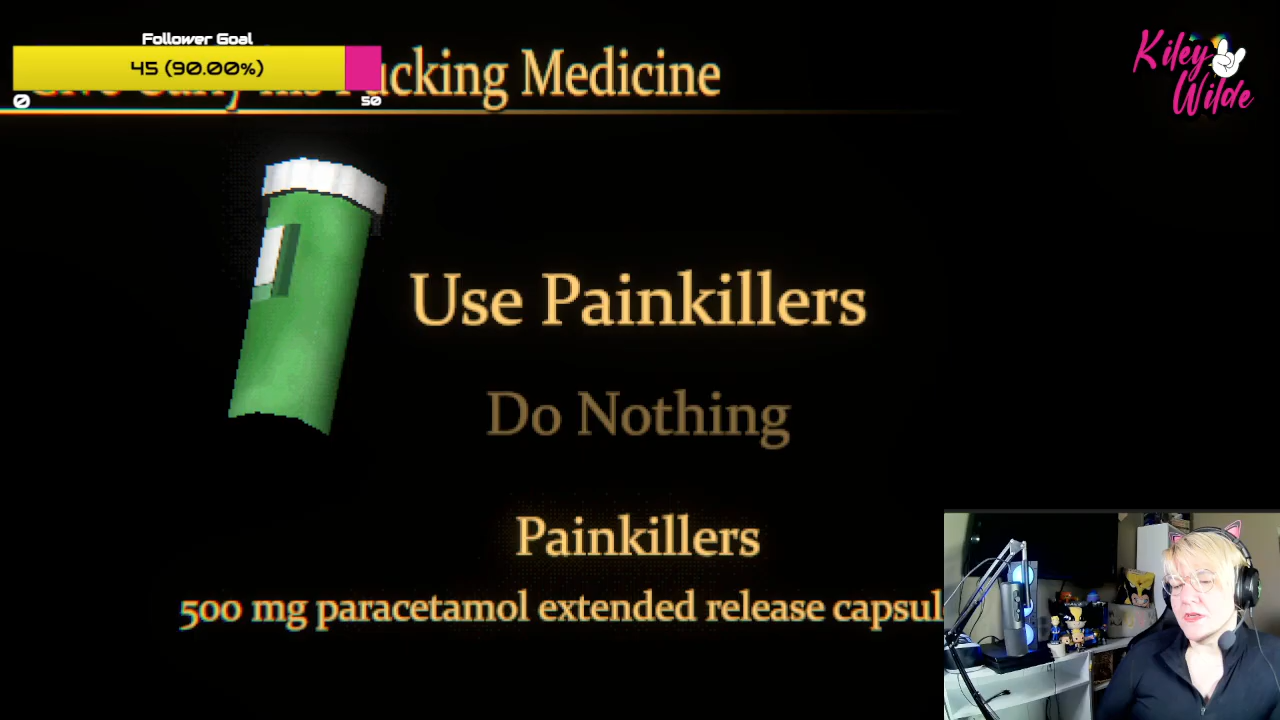 Follower Goal
45 (90.00%)
0
50
Fucking Medicine
Kiley
Wilde
Use Painkillers
Do Nothing
Painkillers
500 mg paracetamol extended release capsul